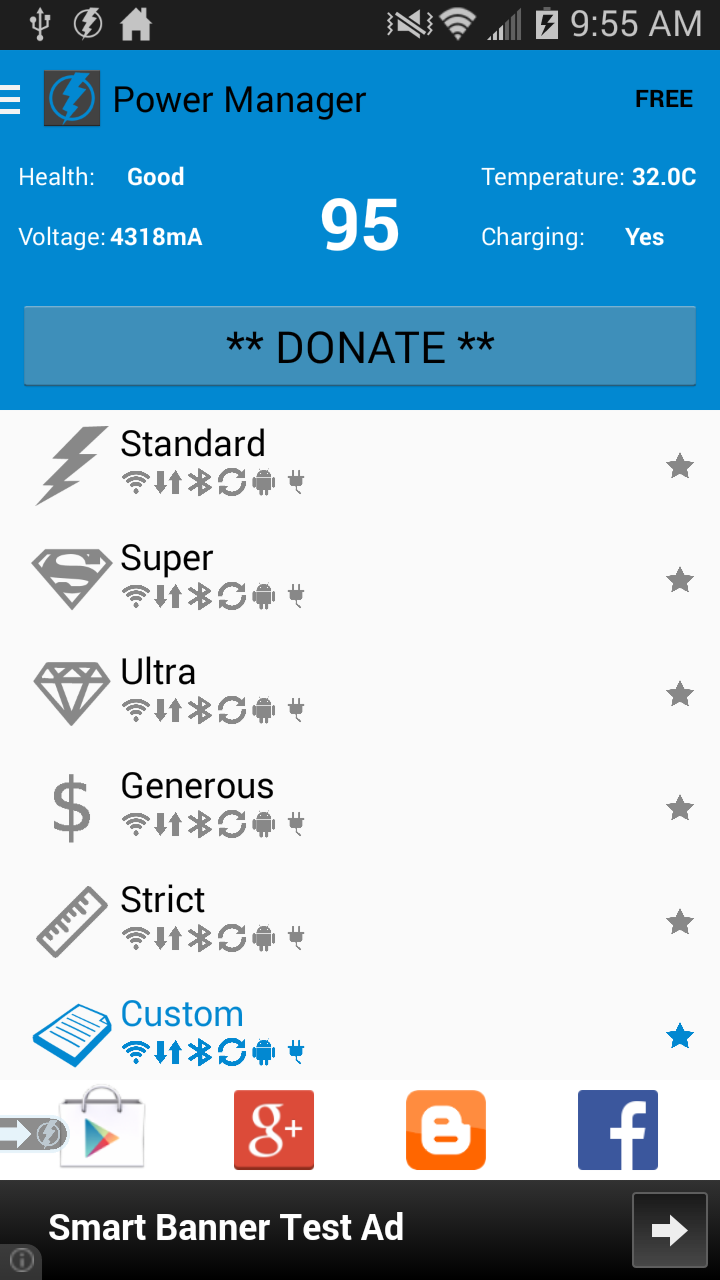 9:55 AM
Power Manager FREE
Health: Good Temperature: 32.0C
95
Voltage: 4318mA Charging: Yes
** DONATE **
Standard
Super
Ultra
$ Generous
Strict
Custom
g+
Smart Banner Test Ad